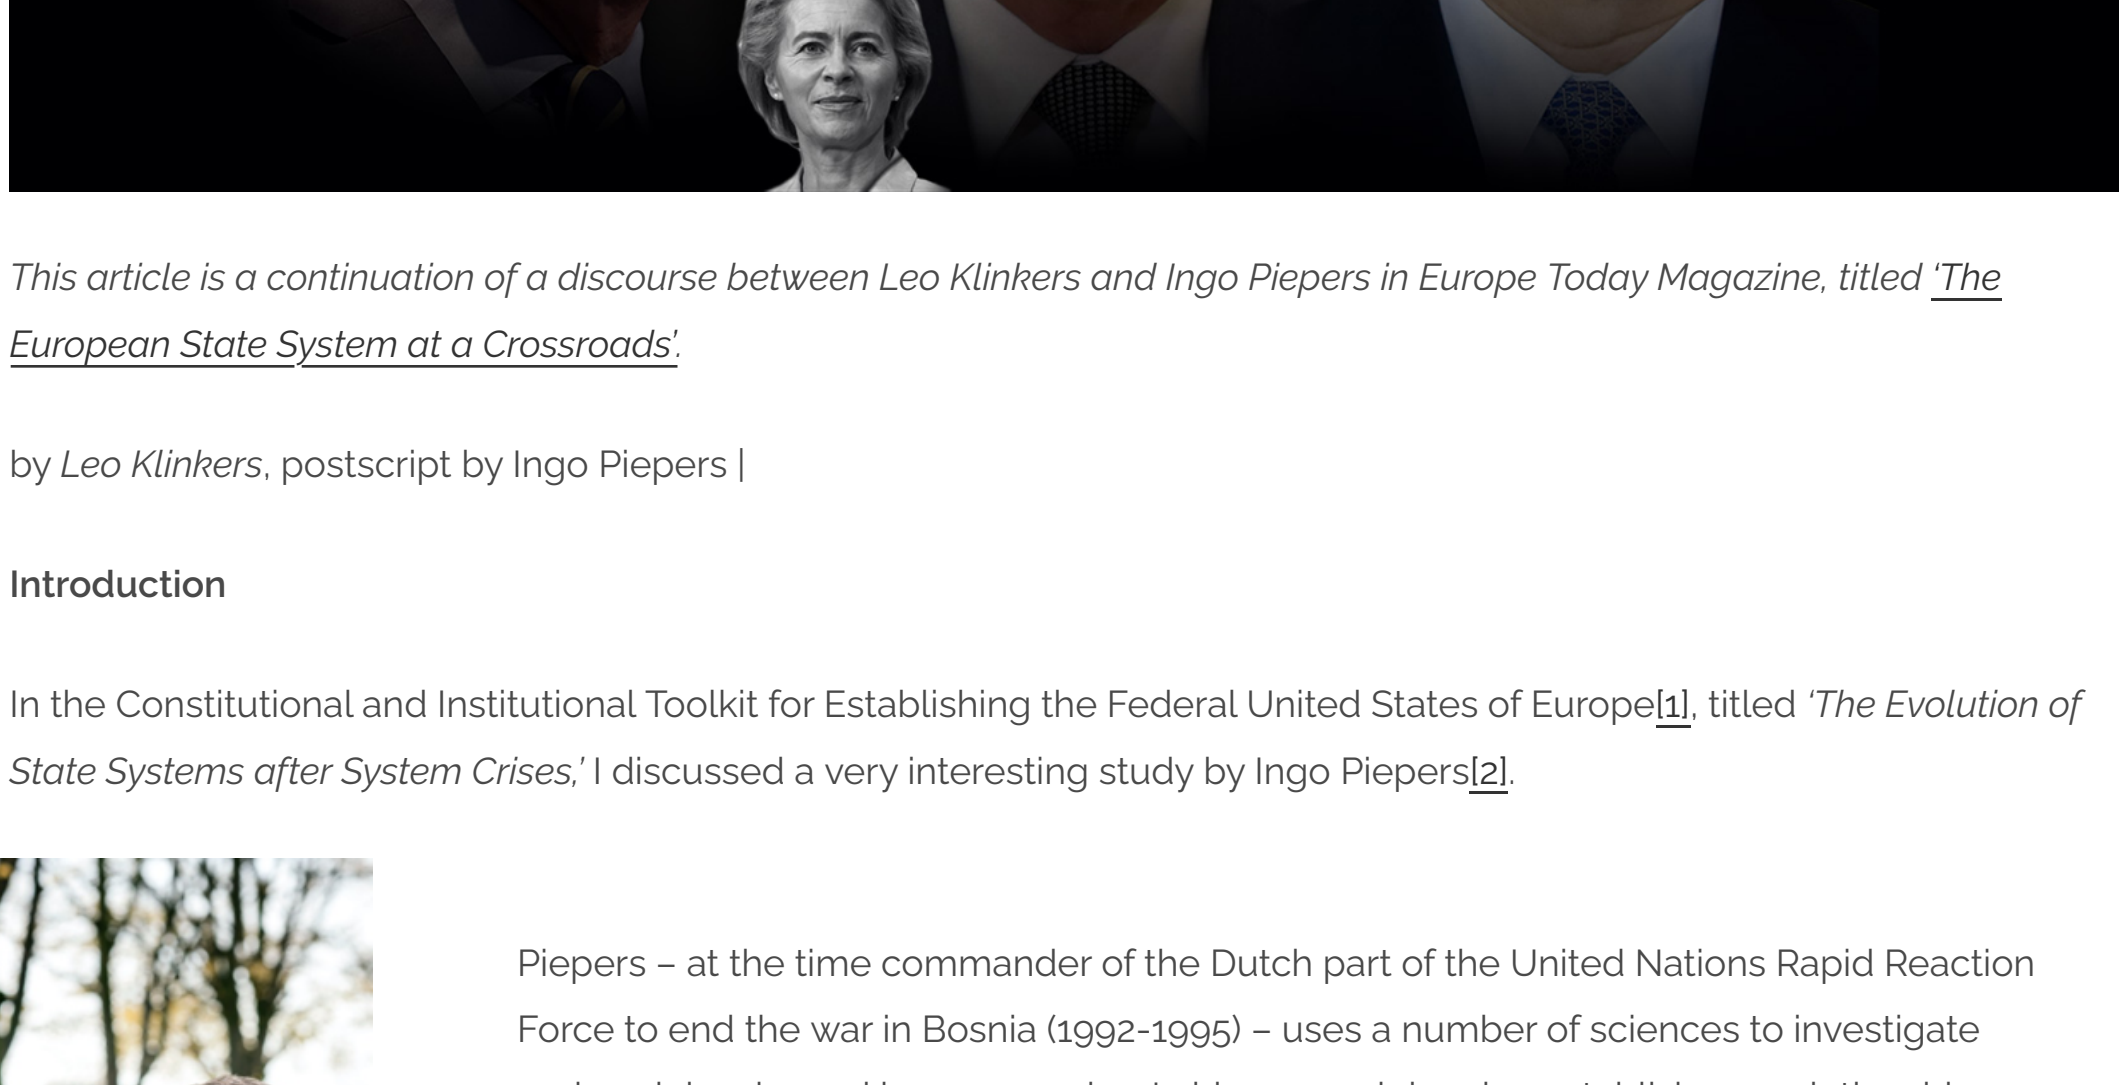 This article is a continuation of a discourse between Leo Klinkers and Ingo Piepers in Europe Today Magazine, titled ‘The
European State System at a Crossroads’.
by Leo Klinkers, postscript by Ingo Piepers |
Introduction
In the Constitutional and Institutional Toolkit for Establishing the Federal United States of Europe[1], titled ‘The Evolution of
State Systems after System Crises,’ I discussed a very interesting study by Ingo Piepers[2].
Piepers – at the time commander of the Dutch part of the United Nations Rapid Reaction
Force to end the war in Bosnia (1992-1995) – uses a number of sciences to investigate